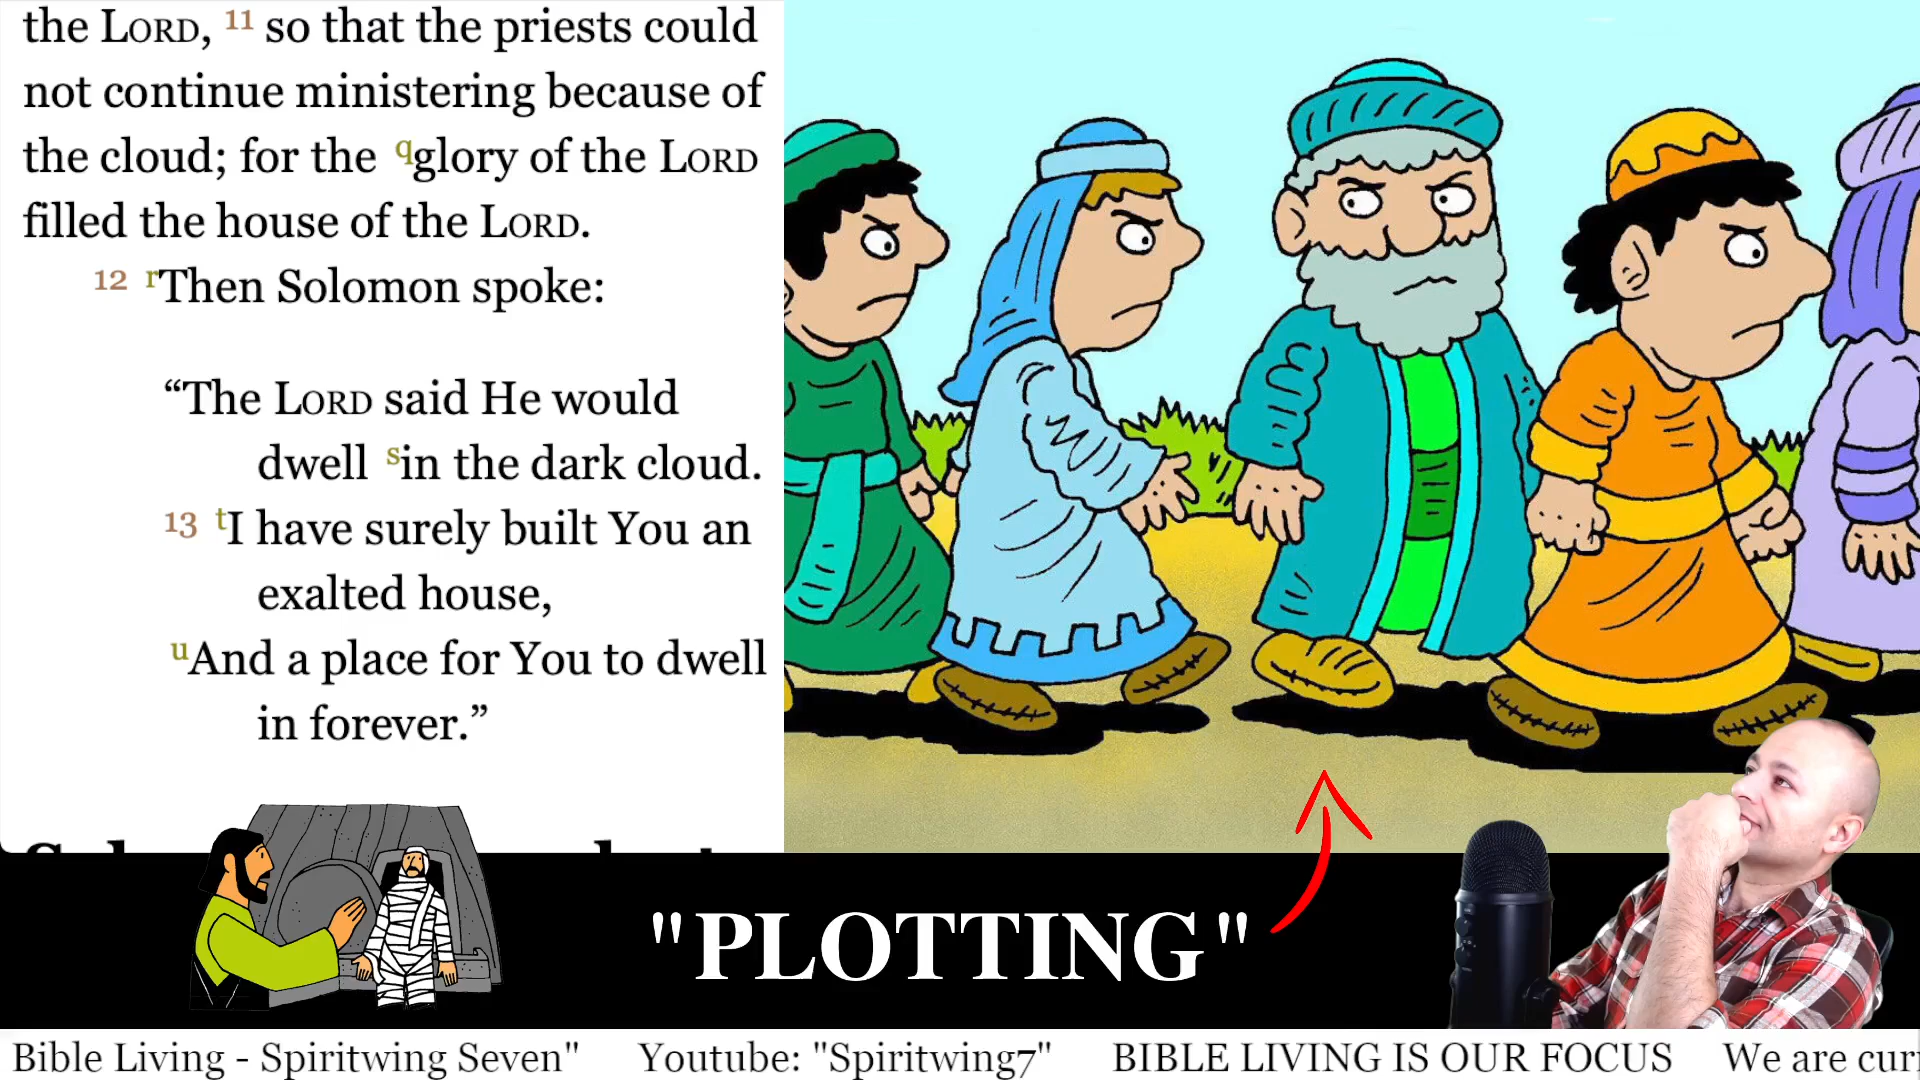 the LORD, 11 so that the priests could
not continue ministering because of
the cloud; for the qglory of the LORD
filled the house of the LORD.
12 rThen Solomon spoke:
“The LORD said He would
dwell sin the dark cloud.
13 tI have surely built You an
exalted house,
uAnd a place for You to dwell
in forever.”
"PLOTTING"
Bible Living - Spiritwing Seven" Youtube: "Spiritwing7" BIBLE LIVING IS OUR FOCUS We are